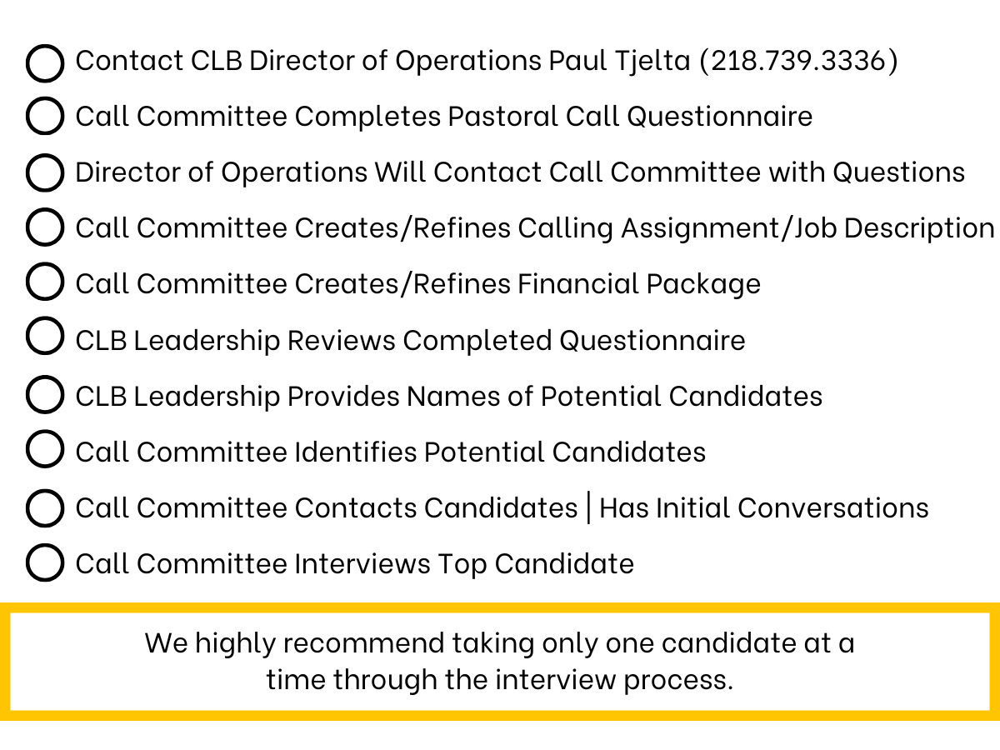 Contact CLB Director of Operations Paul Tjelta (218.739.3336)
Call Committee Completes Pastoral Call Questionnaire
Director of Operations Will Contact Call Committee with Questions
Call Committee Creates/Refines Calling Assignment/Job Description
Call Committee Creates/Refines Financial Package
CLB Leadership Reviews Completed Questionnaire
CLB Leadership Provides Names of Potential Candidates
Call Committee Identifies Potential Candidates
Call Committee Contacts Candidates | Has Initial Conversations
Call Committee Interviews Top Candidate
We highly recommend taking only one candidate at a
time through the interview process.